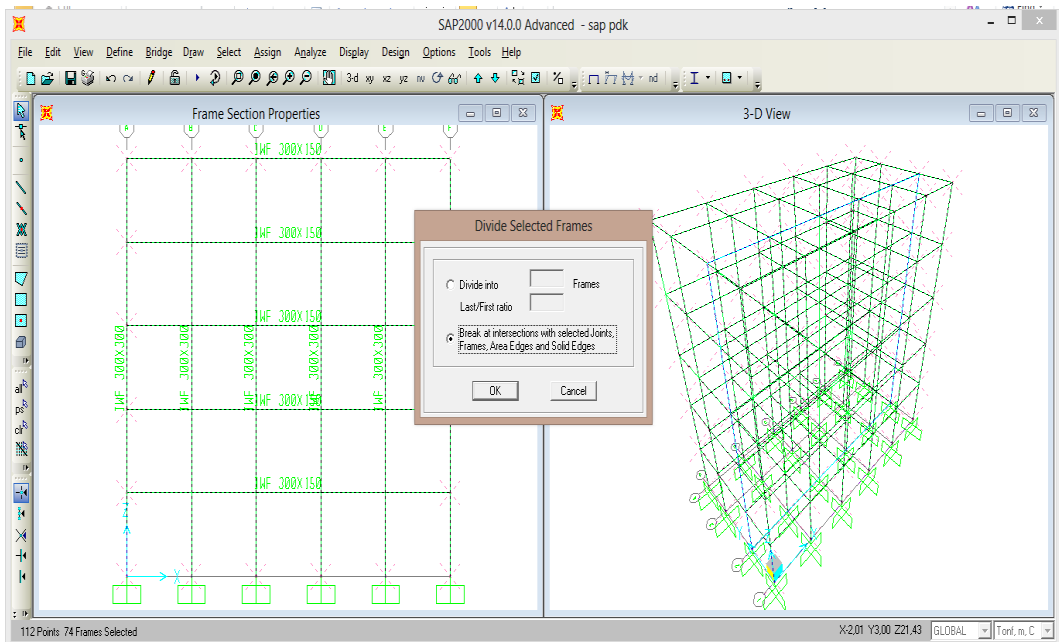 SAP2000 v14.0.0 Advanced - sap pdk
File Edit View Define Bridge Draw Select Assign Analyze Display Design Options Tools Help
3-d xy xz yz nv nd
Frame Section Properties
3-D View
A B C D E F
IWF 300X150
IWF 300X150
IWF 300X150
IWF 300X150
IWF 300X150
IWF 300X300
IWF 300X300
IWF 300X300
IWF 300X300
IWF 300X300
Z
X
Divide Selected Frames
Divide into Frames
Last/First ratio
Break at intersections with selected Joints,
Frames, Area Edges and Solid Edges
OK Cancel
all
ps
clr
112 Points 74 Frames Selected
X-2,01 Y3,00 Z21,43
GLOBAL
Tonf, m, C